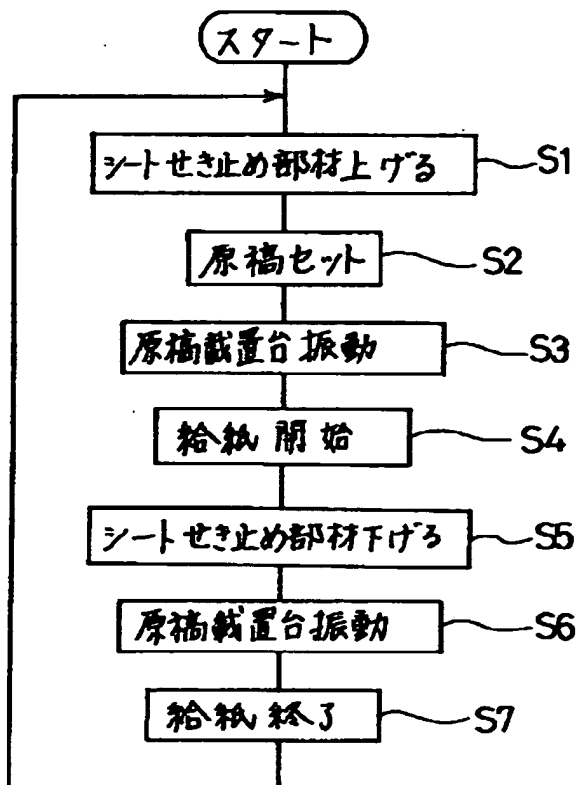 スタート
シートせき止め部材上げる S1
原稿セット S2
原稿載置台振動 S3
給紙開始 S4
シートせき止め部材下げる S5
原稿載置台振動 S6
給紙終了 S7